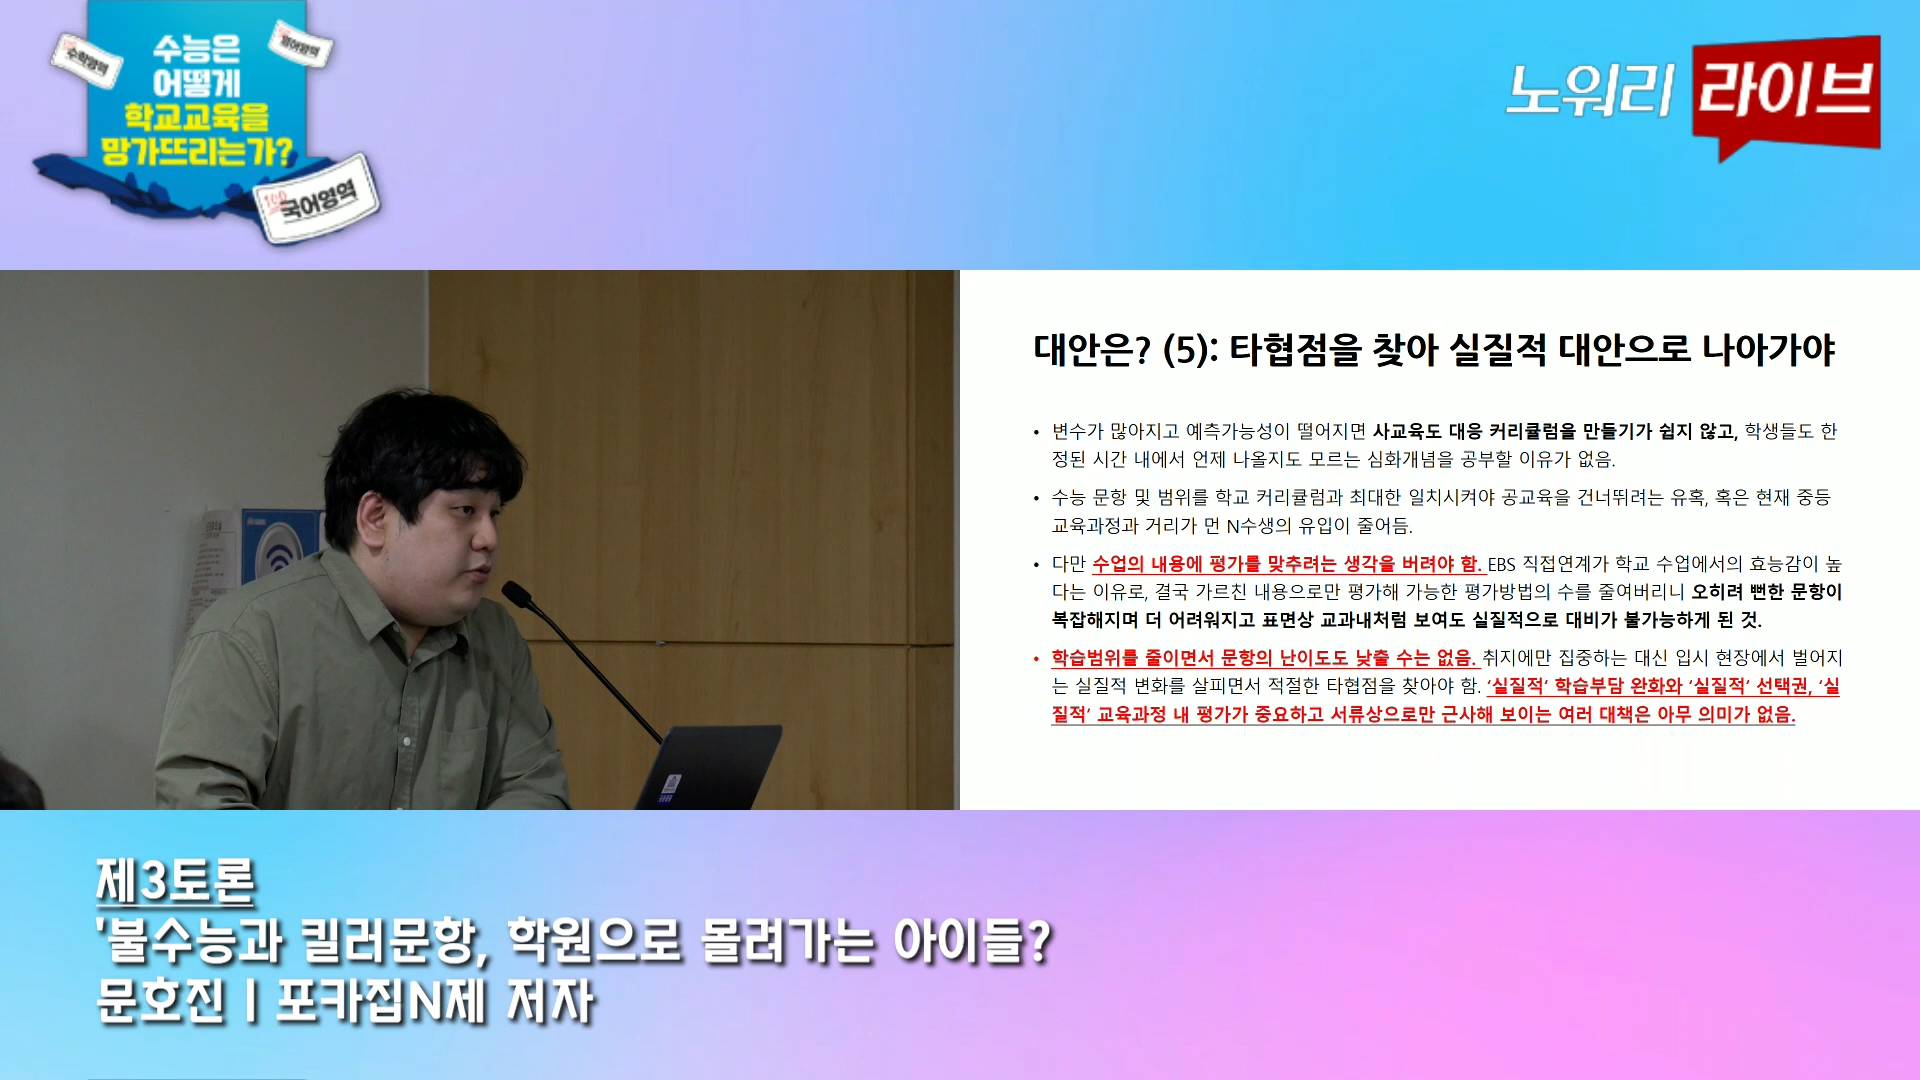 수능은
어떻게
학교교육을
망가뜨리는가?
수학영역
영어영역
100
국어영역
노워리 라이브
대안은? (5): 타협점을 찾아 실질적 대안으로 나아가야
• 변수가 많아지고 예측가능성이 떨어지면 사교육도 대응 커리큘럼을 만들기가 쉽지 않고, 학생들도 한
정된 시간 내에서 언제 나올지도 모르는 심화개념을 공부할 이유가 없음.
• 수능 문항 및 범위를 학교 커리큘럼과 최대한 일치시켜야 공교육을 건너뛰려는 유혹, 혹은 현재 중등
교육과정과 거리가 먼 N수생의 유입이 줄어듬.
• 다만 수업의 내용에 평가를 맞추려는 생각을 버려야 함. EBS 직접연계가 학교 수업에서의 효능감이 높
다는 이유로, 결국 가르친 내용으로만 평가해 가능한 평가방법의 수를 줄여버리니 오히려 뻔한 문항이
복잡해지며 더 어려워지고 표면상 교과내처럼 보여도 실질적으로 대비가 불가능하게 된 것.
• 학습범위를 줄이면서 문항의 난이도도 낮출 수는 없음. 취지에만 집중하는 대신 입시 현장에서 벌어지
는 실질적 변화를 살피면서 적절한 타협점을 찾아야 함. ‘실질적‘ 학습부담 완화와 ‘실질적’ 선택권, ‘실
질적’ 교육과정 내 평가가 중요하고 서류상으로만 근사해 보이는 여러 대책은 아무 의미가 없음.
제3토론
'불수능과 킬러문항, 학원으로 몰려가는 아이들?
문호진 | 포카칩N제 저자